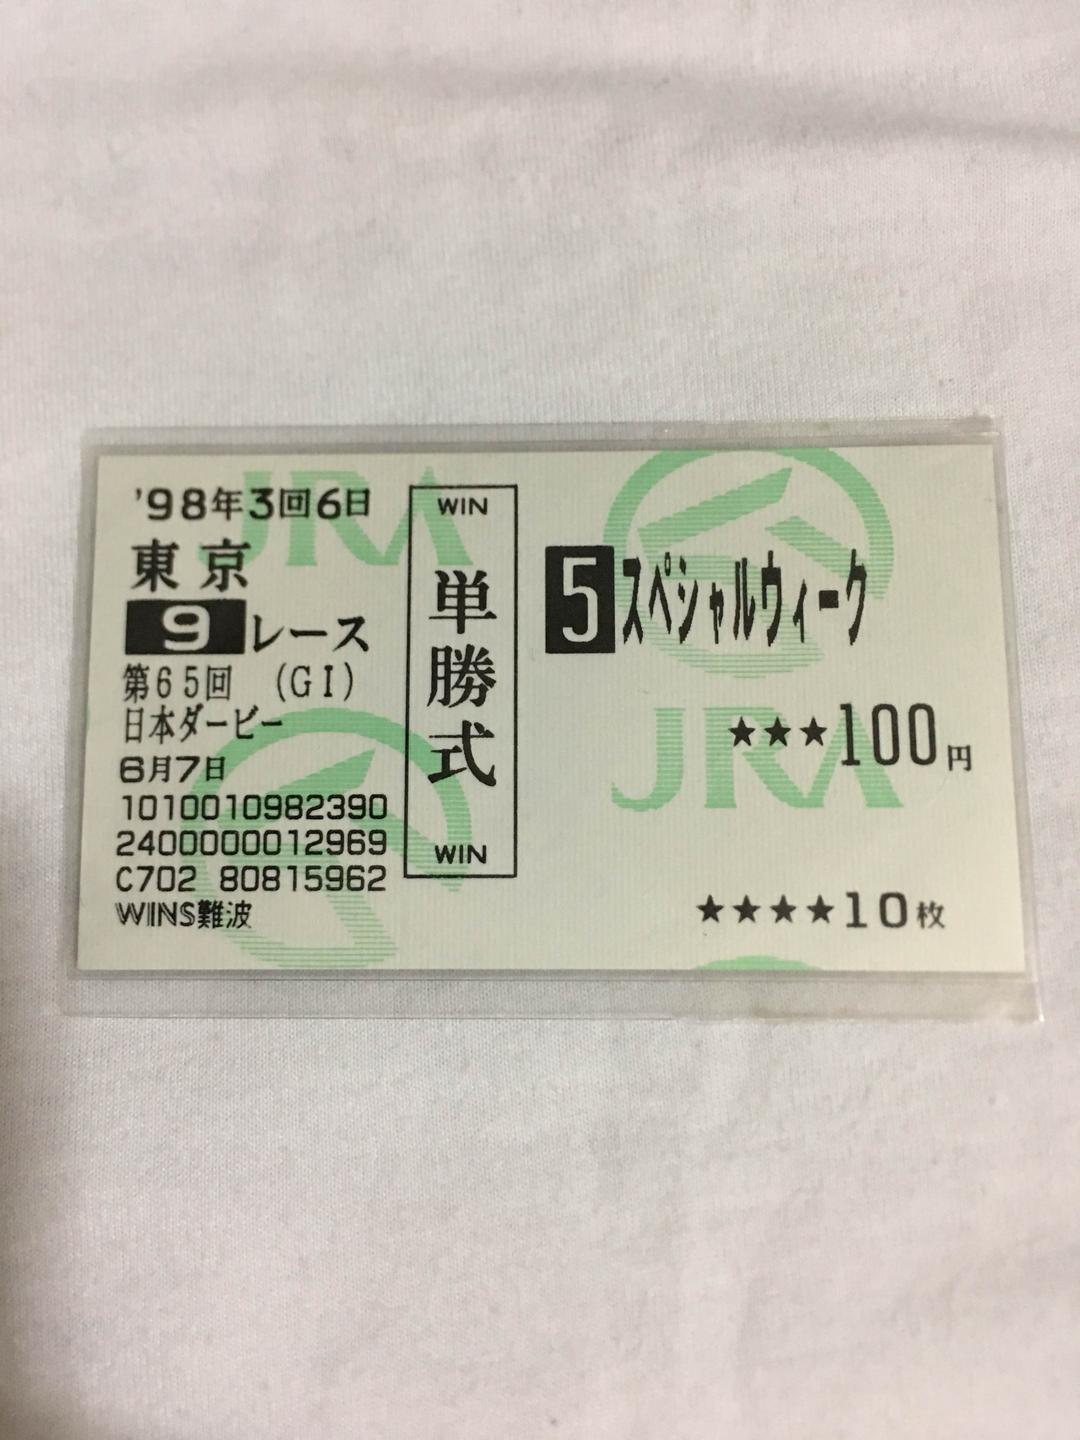 '98年3回6日
東京
9レース
第65回 (GI)
日本ダービー
6月7日
1010010982390
2400000012969
C702 80815962
WINS難波
WIN
単勝式
WIN
5 スペシャルウィーク
★★★100円
★★★★10枚
JRA
JRA